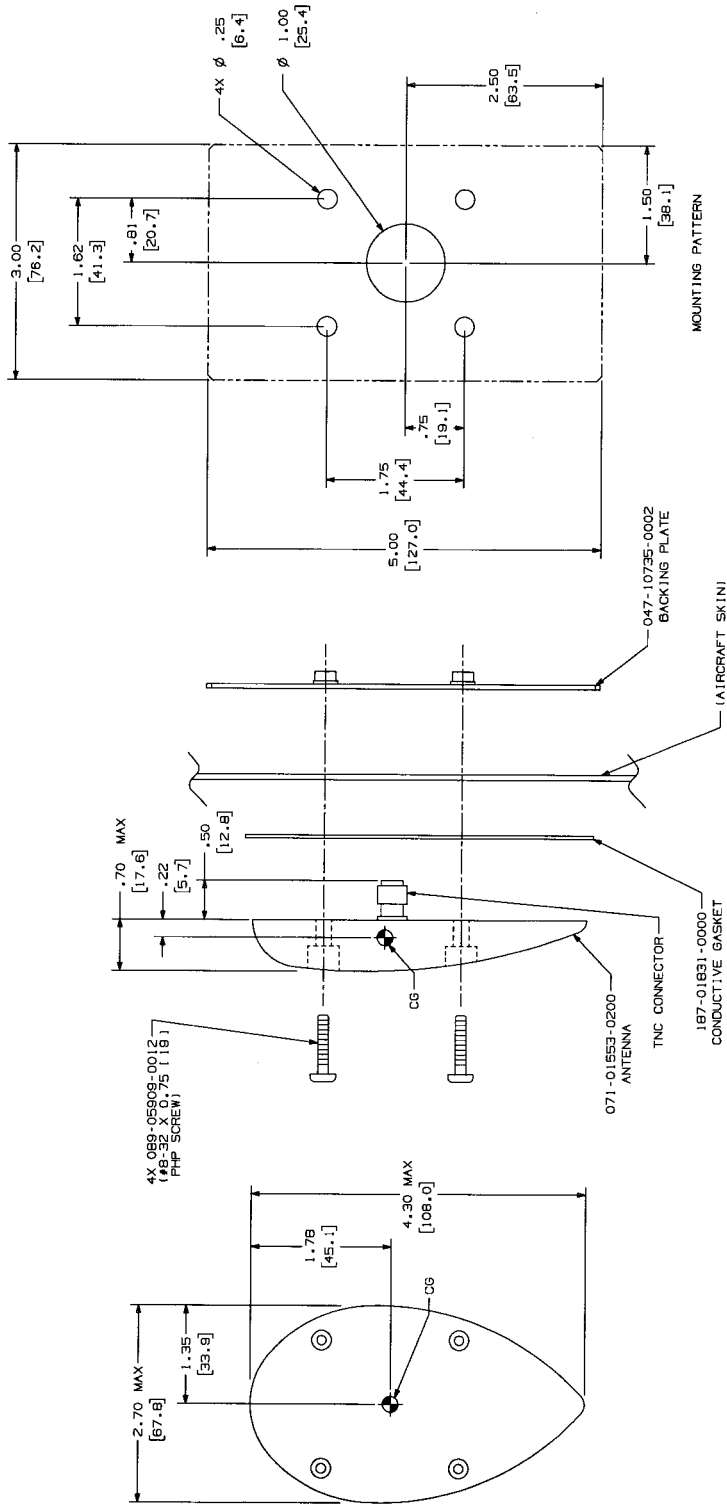 2.70 MAX
[67.8]
1.35
[33.9]
1.78
[45.1]
4.30 MAX
[108.0]
CG
4X 089-05909-0012
(#8-32 X 0.75 [19]
PHP SCREW)
.70 MAX
[17.6]
.22
[5.7]
.50
[12.8]
CG
071-01553-0200
ANTENNA
TNC CONNECTOR
187-01831-0000
CONDUCTIVE GASKET
(AIRCRAFT SKIN)
047-10735-0002
BACKING PLATE
3.00
[76.2]
1.62
[41.3]
.81
[20.7]
4X Ø .25
[6.4]
Ø 1.00
[25.4]
5.00
[127.0]
1.75
[44.4]
.75
[19.1]
2.50
[63.5]
1.50
[38.1]
MOUNTING PATTERN